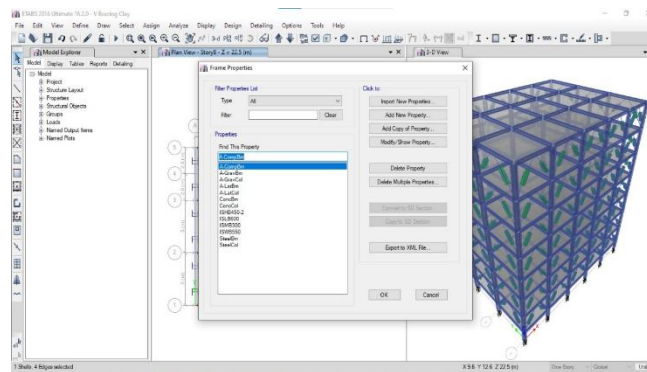 ETABS 2016 Ultimate 16.2.0 - V Bracing Clay
File Edit View Define Draw Select Assign Analyze Display Design Detailing Options Tools Help
Model Explorer
Plan View - Story8 - Z = 22.5 (m)
3-D View
Model Display Tables Reports Detailing
Model
Project
Structure Layout
Properties
Structural Objects
Groups
Loads
Named Output Items
Named Plots
Frame Properties
Filter Properties List
Type All
Filter Clear
Properties
Find This Property
A-CompBm
A-CompBm
A-GravBm
A-GravCol
A-LatBm
A-LatCol
ConcBm
ConcCol
ISLB600
ISMB300
ISWB550
SteelBm
SteelCol
Click to:
Import New Properties...
Add New Property...
Add Copy of Property...
Modify/Show Property...
Delete Property
Delete Multiple Properties...
Convert to SD Section
Copy to SD Section
Export to XML File...
OK Cancel
1 Shells, 4 Edges selected
X 9.6 Y 12.6 Z 22.5 (m)
One Story
Global